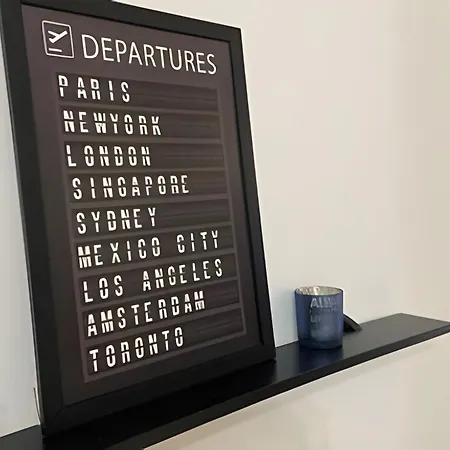 DEPARTURES
PARIS
NEWYORK
LONDON
SINGAPORE
SYDNEY
MEXICO CITY
LOS ANGELES
AMSTERDAM
TORONTO